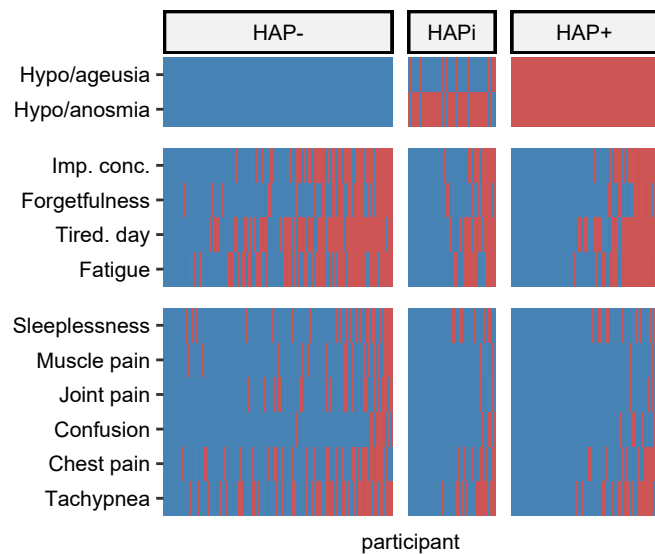 HAP- HAPi HAP+
Hypo/ageusia
Hypo/anosmia
Imp. conc.
Forgetfulness
Tired. day
Fatigue
Sleeplessness
Muscle pain
Joint pain
Confusion
Chest pain
Tachypnea
participant